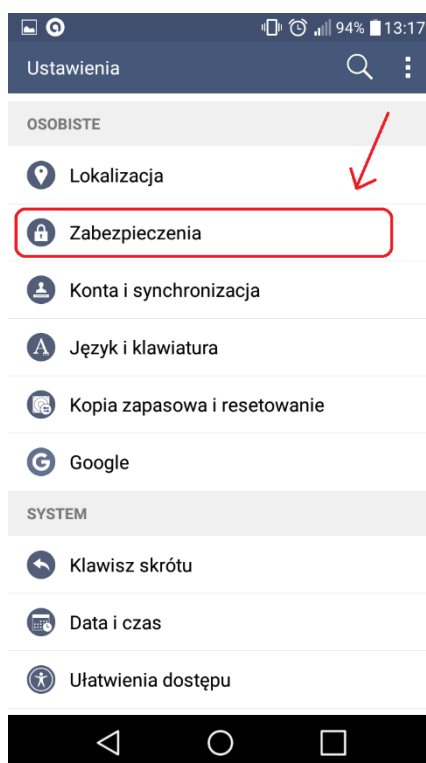 94% 13:17
Ustawienia
OSOBISTE
Lokalizacja
Zabezpieczenia
Konta i synchronizacja
A Język i klawiatura
Kopia zapasowa i resetowanie
G Google
SYSTEM
Klawisz skrótu
Data i czas
Ułatwienia dostępu